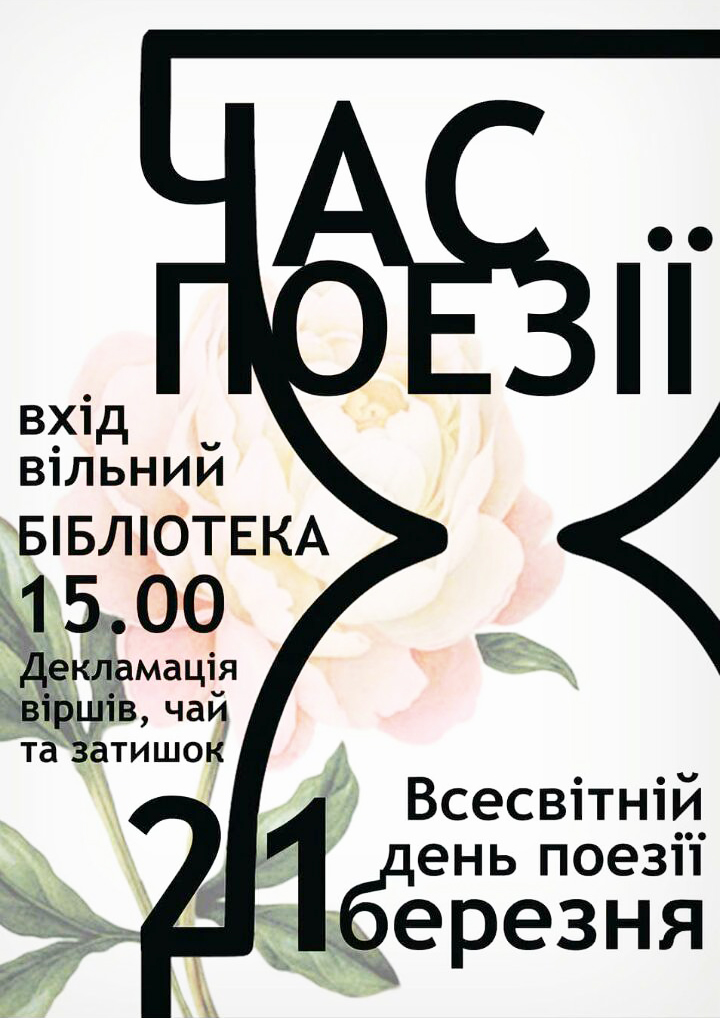 ЧАС
ПОЕЗІЇ
вхід
вільний
БІБЛІОТЕКА
15.00
Декламація
віршів, чай
та затишок
Всесвітній
день поезії
21 березня